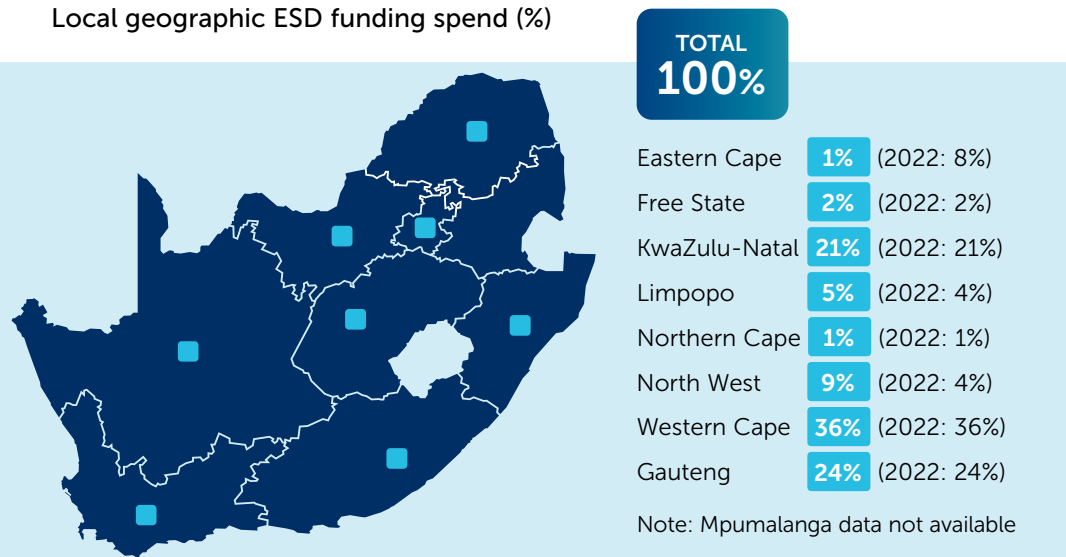 Local geographic ESD funding spend (%)
TOTAL
100%
Eastern Cape 1% (2022: 8%)
Free State 2% (2022: 2%)
KwaZulu-Natal 21% (2022: 21%)
Limpopo 5% (2022: 4%)
Northern Cape 1% (2022: 1%)
North West 9% (2022: 4%)
Western Cape 36% (2022: 36%)
Gauteng 24% (2022: 24%)
Note: Mpumalanga data not available